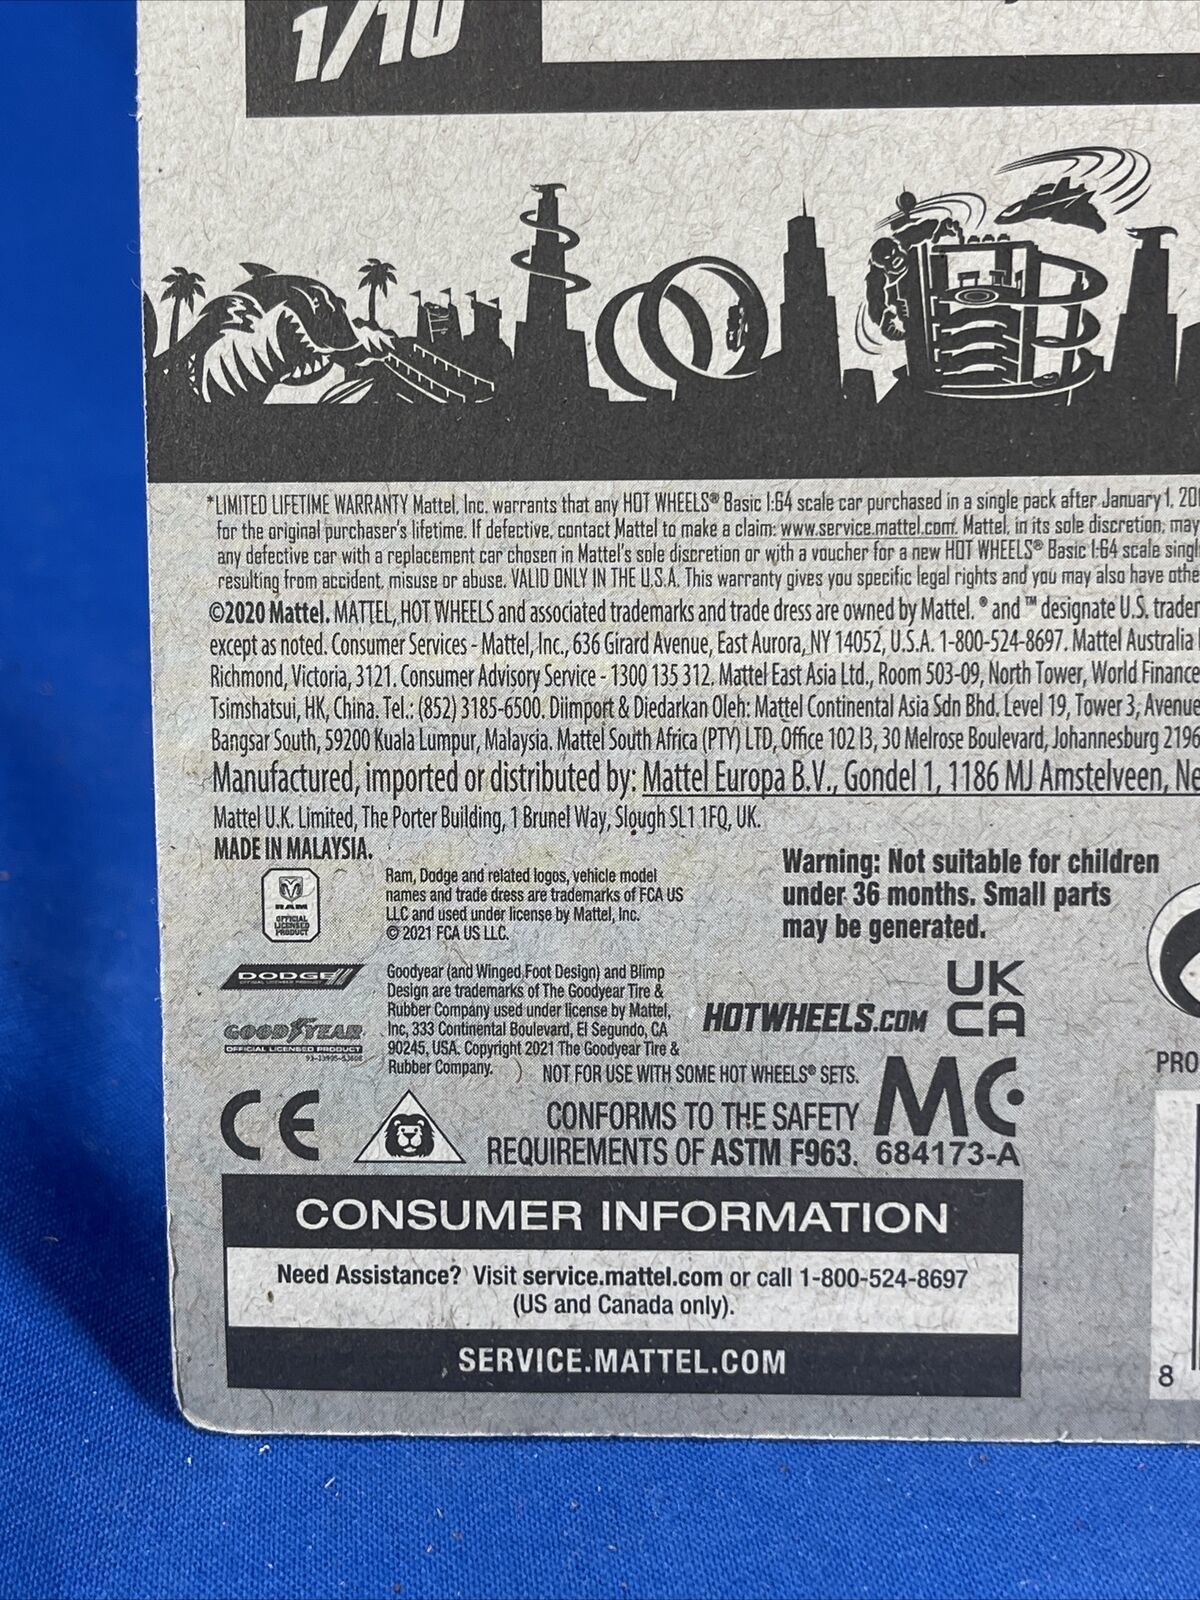 1/10
*LIMITED LIFETIME WARRANTY Mattel, Inc. warrants that any HOT WHEELS® Basic 1:64 scale car purchased in a single pack after January 1, 20
for the original purchaser's lifetime. If defective, contact Mattel to make a claim: www.service.mattel.com. Mattel, in its sole discretion, may
any defective car with a replacement car chosen in Mattel's sole discretion or with a voucher for a new HOT WHEELS® Basic 1:64 scale singl
resulting from accident, misuse or abuse. VALID ONLY IN THE U.S.A. This warranty gives you specific legal rights and you may also have othe
©2020 Mattel. MATTEL, HOT WHEELS and associated trademarks and trade dress are owned by Mattel. ® and ™ designate U.S. trader
except as noted. Consumer Services - Mattel, Inc., 636 Girard Avenue, East Aurora, NY 14052, U.S.A. 1-800-524-8697. Mattel Australia
Richmond, Victoria, 3121. Consumer Advisory Service - 1300 135 312. Mattel East Asia Ltd., Room 503-09, North Tower, World Finance
Tsimshatsui, HK, China. Tel.: (852) 3185-6500. Diimport & Diedarkan Oleh: Mattel Continental Asia Sdn Bhd. Level 19, Tower 3, Avenue
Bangsar South, 59200 Kuala Lumpur, Malaysia. Mattel South Africa (PTY) LTD, Office 102 I3, 30 Melrose Boulevard, Johannesburg 2196
Manufactured, imported or distributed by: Mattel Europa B.V., Gondel 1, 1186 MJ Amstelveen, Ne
Mattel U.K. Limited, The Porter Building, 1 Brunel Way, Slough SL1 1FQ, UK.
MADE IN MALAYSIA.
RAM
OFFICIAL
LICENSED
PRODUCT
Ram, Dodge and related logos, vehicle model
names and trade dress are trademarks of FCA US
LLC and used under license by Mattel, Inc.
© 2021 FCA US LLC.
Warning: Not suitable for children
under 36 months. Small parts
may be generated.
DODGE
OFFICIAL LICENSED PRODUCT
GOODYEAR
OFFICIAL LICENSED PRODUCT
Goodyear (and Winged Foot Design) and Blimp
Design are trademarks of The Goodyear Tire &
Rubber Company used under license by Mattel,
Inc, 333 Continental Boulevard, El Segundo, CA
90245, USA. Copyright 2021 The Goodyear Tire &
Rubber Company.
HOTWHEELS.COM
UK
CA
NOT FOR USE WITH SOME HOT WHEELS® SETS.
PRO
CE
CONFORMS TO THE SAFETY
REQUIREMENTS OF ASTM F963.
MC
684173-A
CONSUMER INFORMATION
Need Assistance? Visit service.mattel.com or call 1-800-524-8697
(US and Canada only).
SERVICE.MATTEL.COM
8